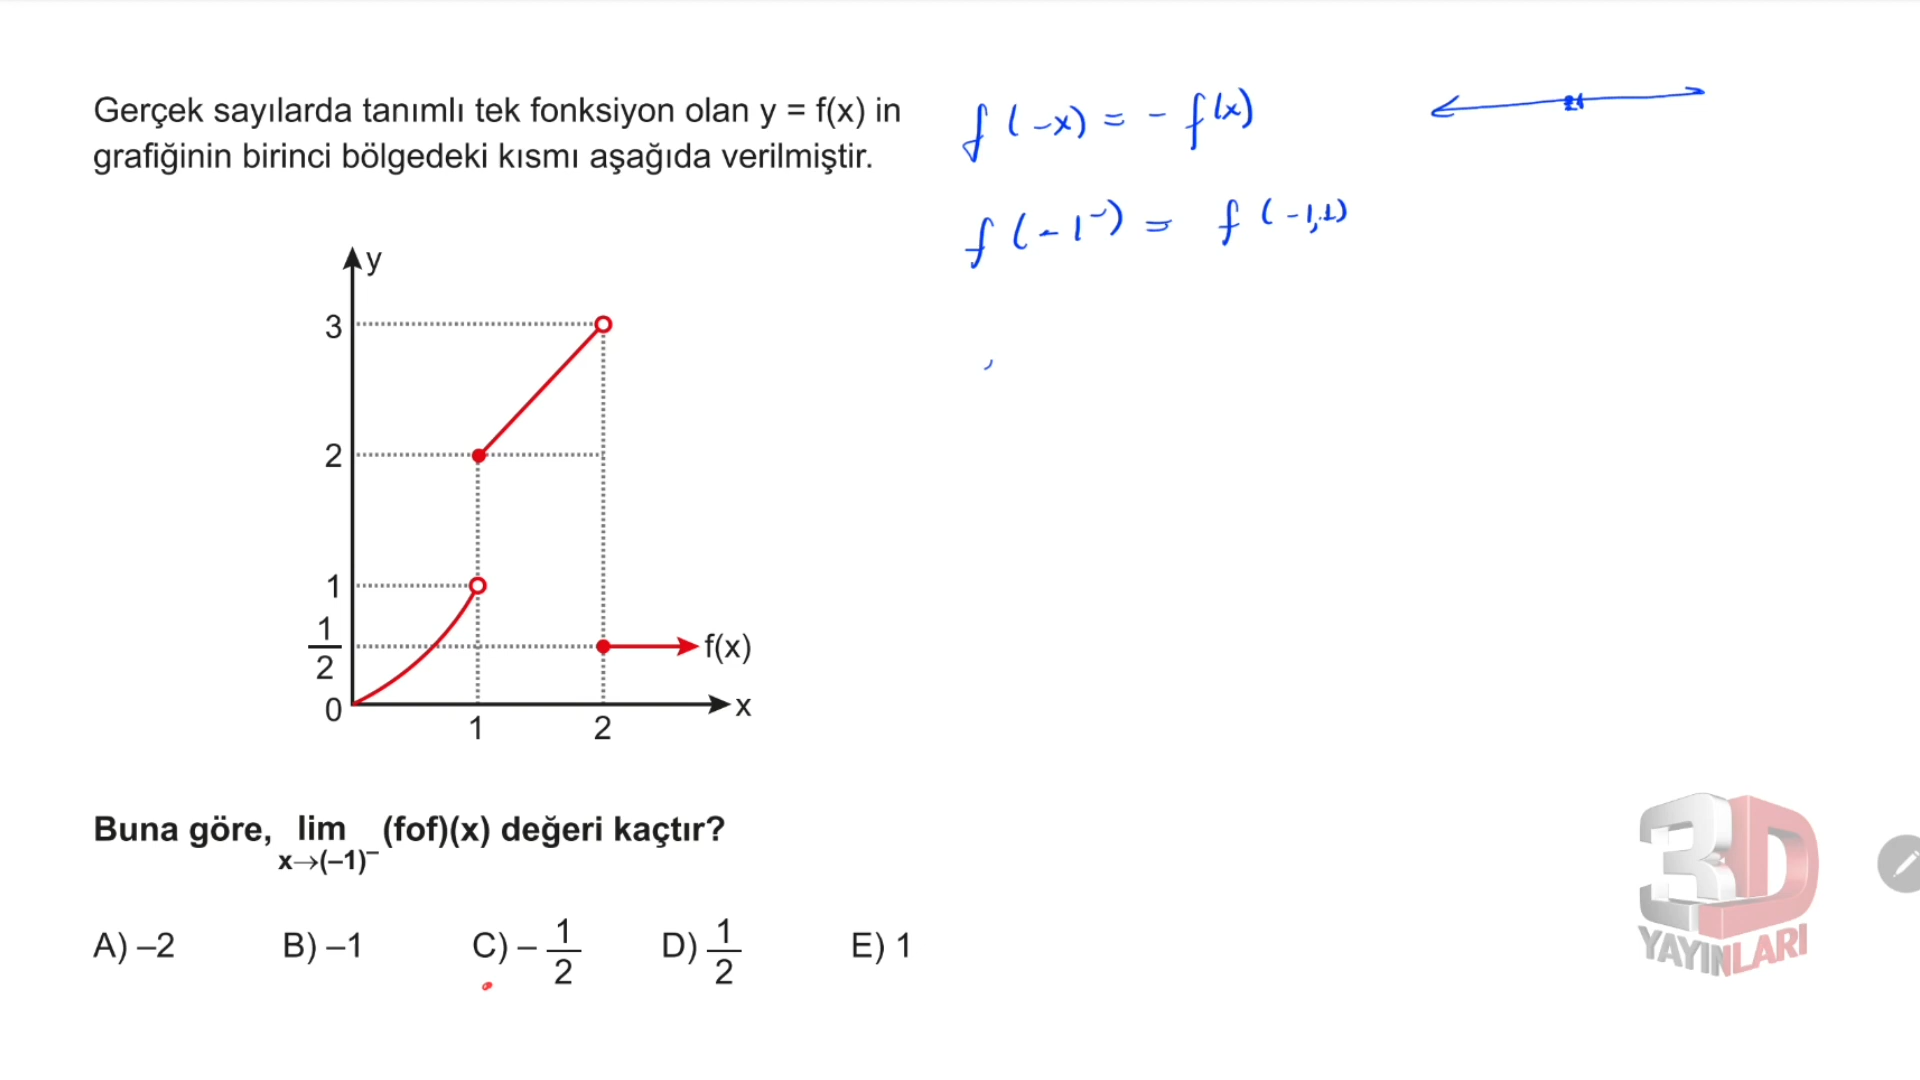 Gerçek sayılarda tanımlı tek fonksiyon olan y = f(x) in
grafiğinin birinci bölgedeki kısmı aşağıda verilmiştir.
f(-x) = - f(x)
f(-1⁻) = f(-1,1)
y
3
2
1
1/2
0
1
2
f(x)
x
Buna göre, lim x→(–1)⁻ (fof)(x) değeri kaçtır?
A) –2 B) –1 C) – 1/2 D) 1/2 E) 1
3D
YAYINLARI